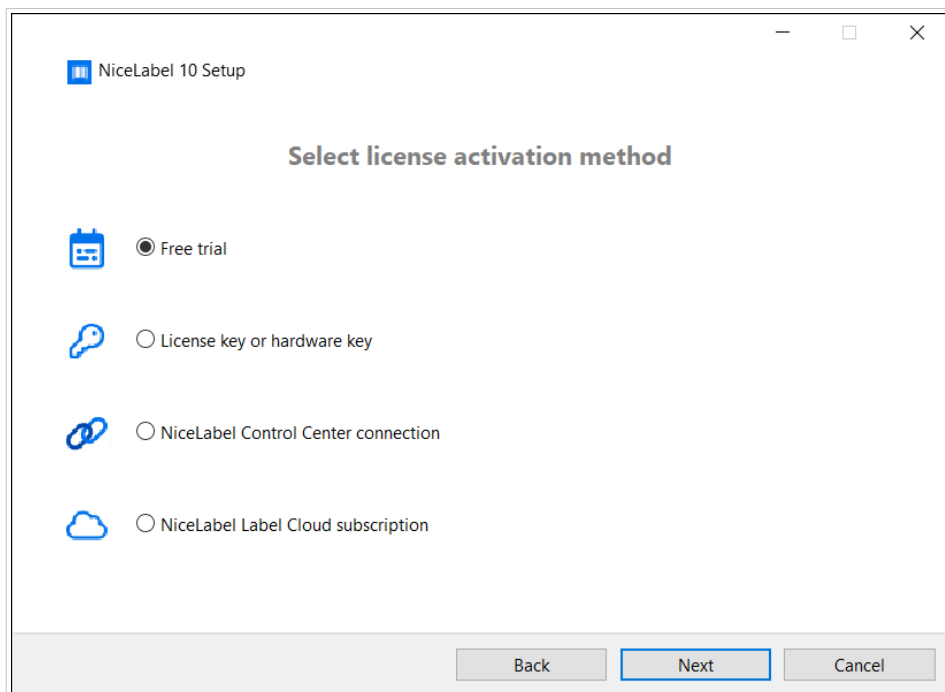 NiceLabel 10 Setup
Select license activation method
Free trial
License key or hardware key
NiceLabel Control Center connection
NiceLabel Label Cloud subscription
Back Next Cancel